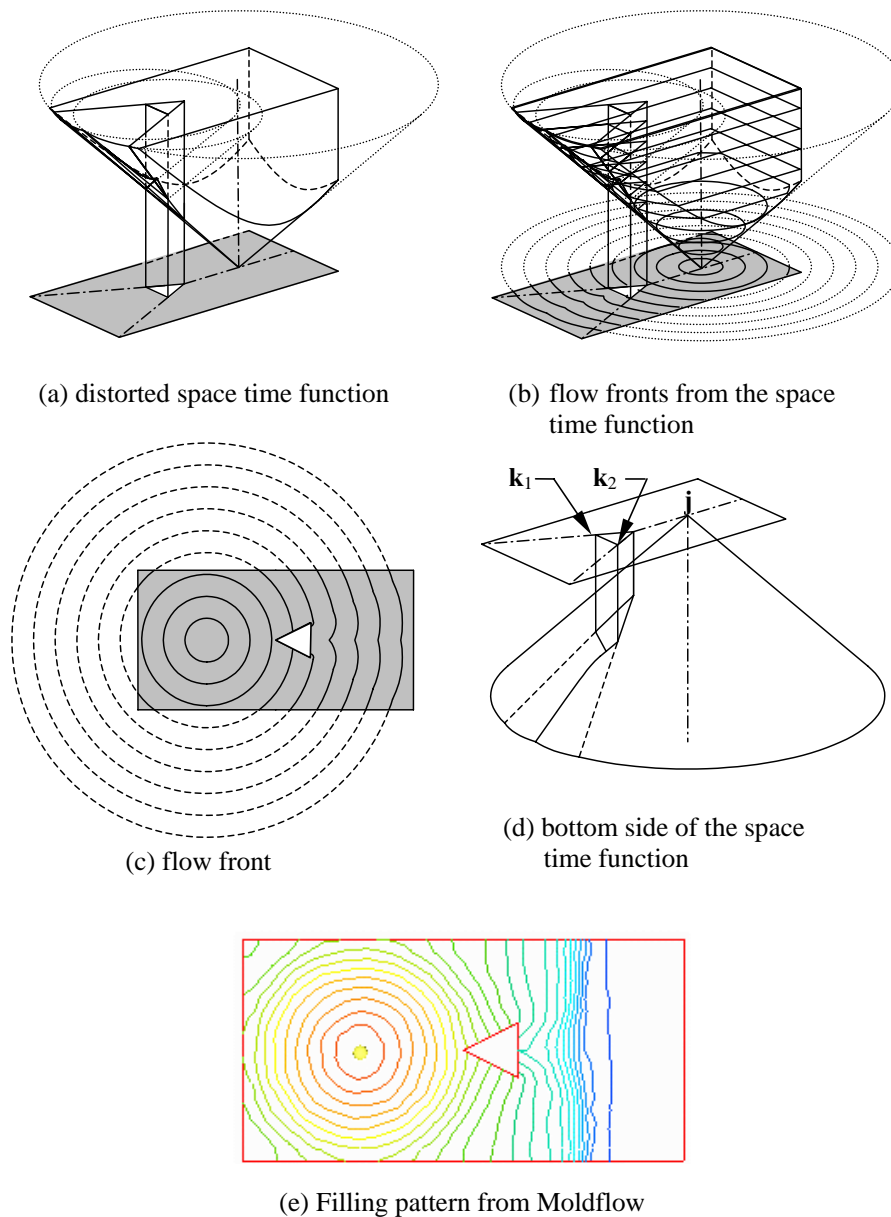 (a) distorted space time function
(b) flow fronts from the space
time function
k1
k2
j
(c) flow front
(d) bottom side of the space
time function
(e) Filling pattern from Moldflow